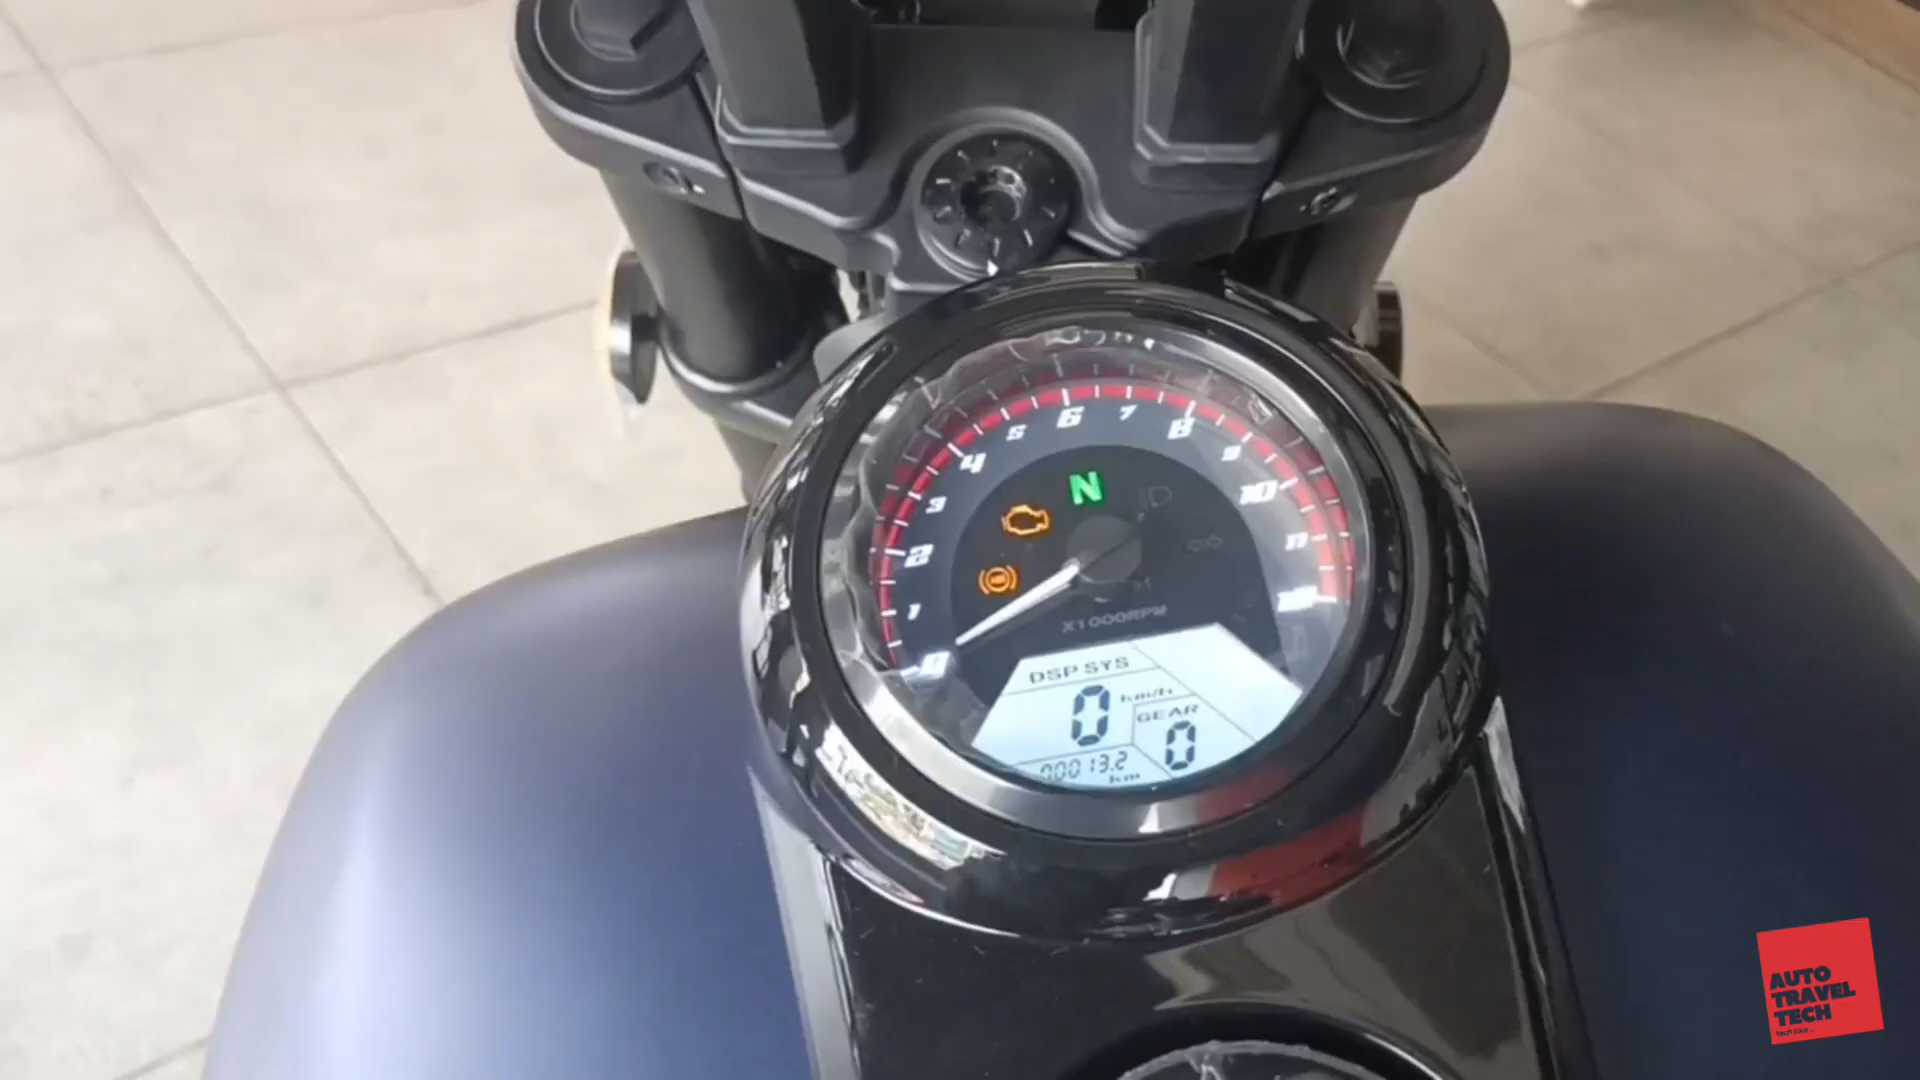 0
1
2
3
4
5
6
7
8
9
10
11
12
N
X1000RPM
DSP SYS
0 km/h
GEAR
0
00013.2
km
AUTO
TRAVEL
TECH